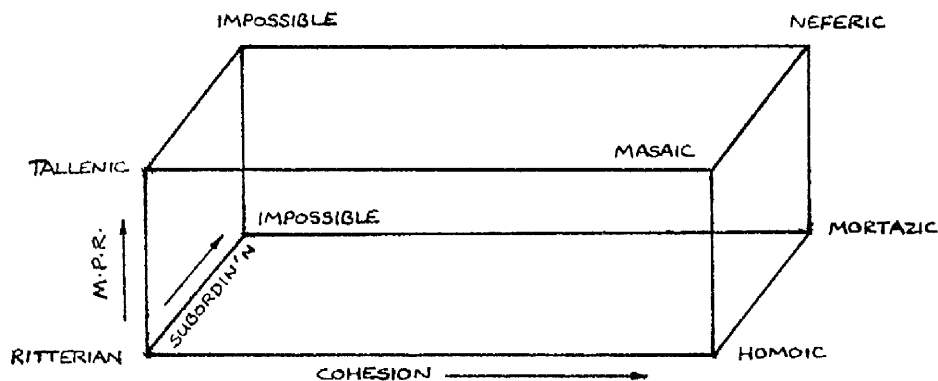 IMPOSSIBLE
NEFERIC
TALLENIC
MASAIC
IMPOSSIBLE
MORTAZIC
M.P.R.
SUBORDIN'N
RITTERIAN
HOMOIC
COHESION